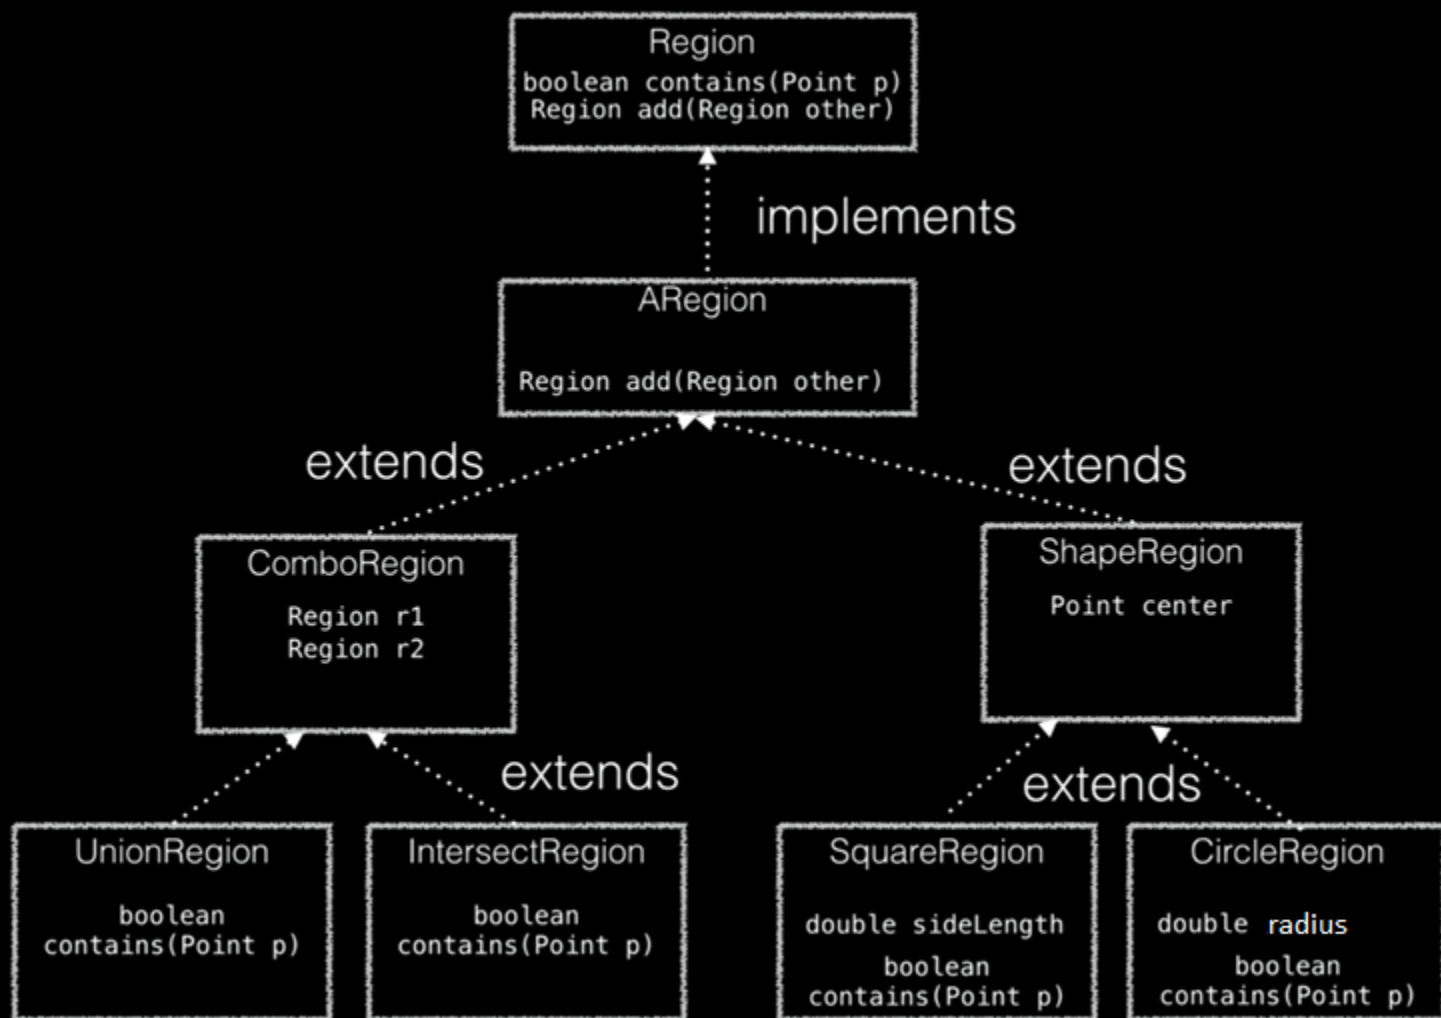 Region
boolean contains(Point p)
Region add(Region other)
implements
ARegion
Region add(Region other)
extends
extends
ComboRegion
Region r1
Region r2
ShapeRegion
Point center
extends
extends
UnionRegion
boolean
contains(Point p)
IntersectRegion
boolean
contains(Point p)
SquareRegion
double sideLength
boolean
contains(Point p)
CircleRegion
double radius
boolean
contains(Point p)